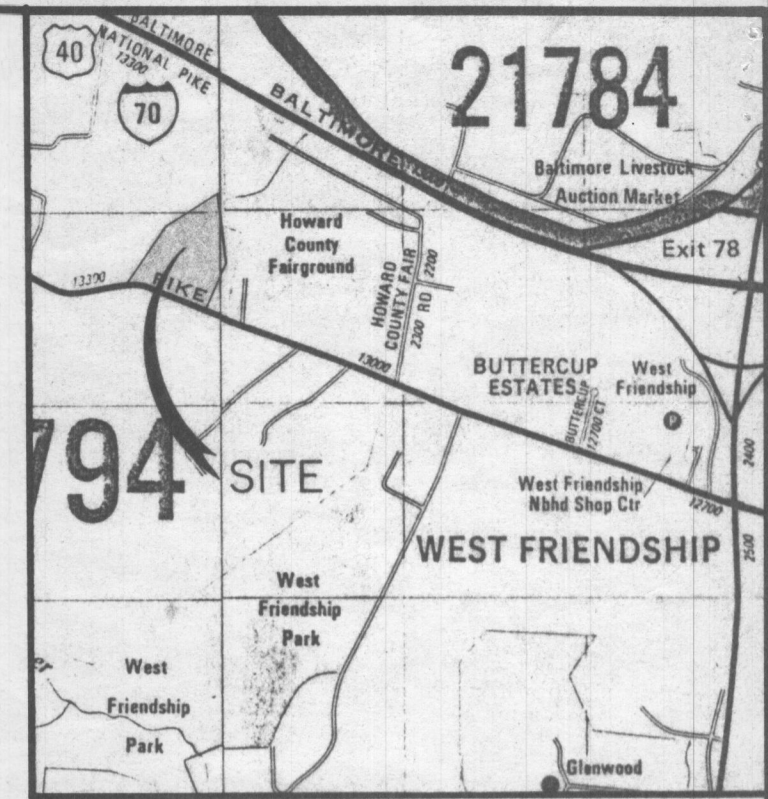 40
BALTIMORE
NATIONAL PIKE
13300
70
21784
BALTIMORE
Baltimore Livestock
Auction Market
Howard
County
Fairground
Exit 78
HOWARD
COUNTY FAIR
2300 RD 2200
13300
PIKE
13000
BUTTERCUP
ESTATES
West
Friendship
P
BUTTERCUP
12700 CT
2400
794
SITE
West Friendship
Nbhd Shop Ctr
12700
WEST FRIENDSHIP
2500
West
Friendship
Park
West
Friendship
Park
Glenwood